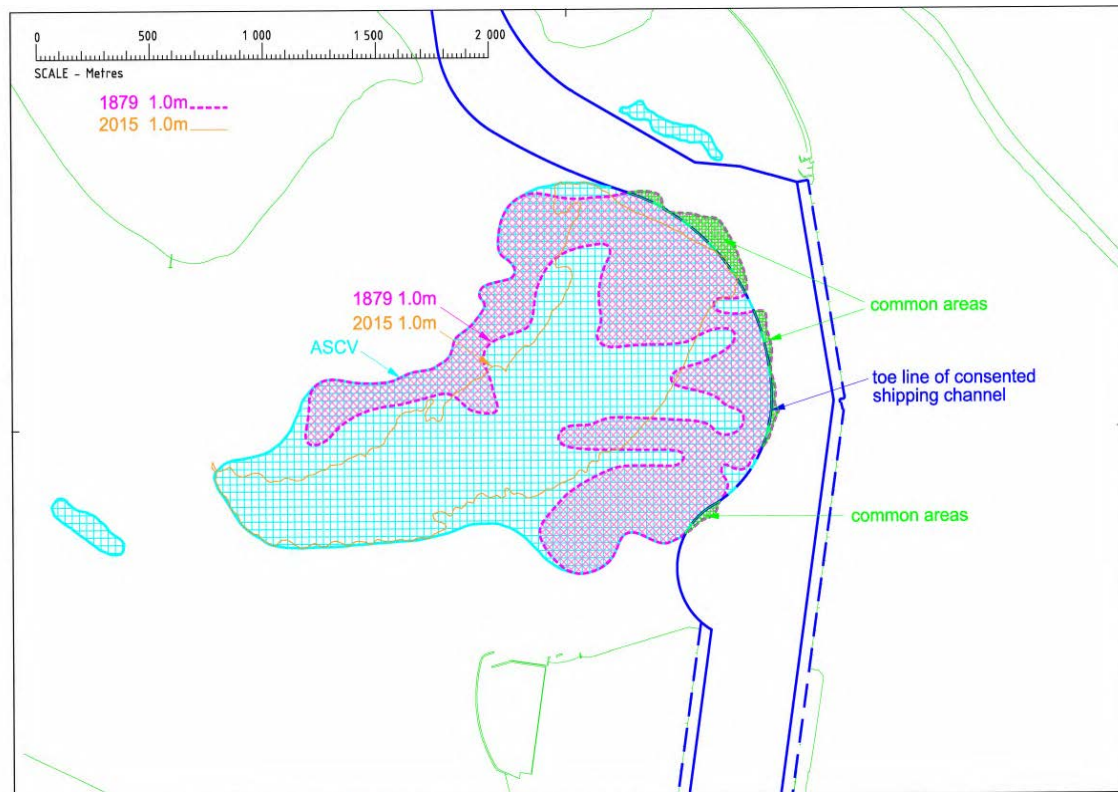 0 500 1 000 1 500 2 000
SCALE - Metres
1879 1.0m
2015 1.0m
1879 1.0m
2015 1.0m
ASCV
common areas
toe line of consented
shipping channel
common areas